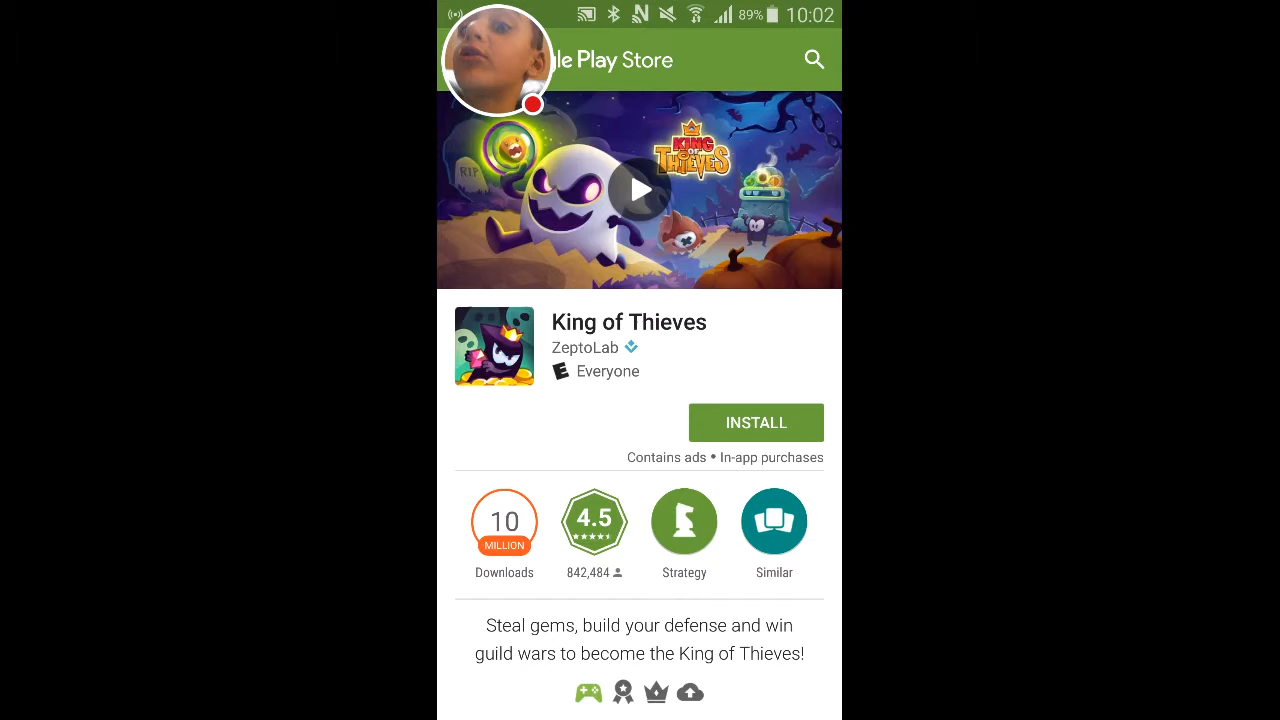 89% 10:02
gle Play Store
RIP
KING
OF
THIEVES
King of Thieves
ZeptoLab
E Everyone
INSTALL
Contains ads • In-app purchases
10
MILLION
Downloads
4.5
842,484
Strategy
Similar
Steal gems, build your defense and win
guild wars to become the King of Thieves!